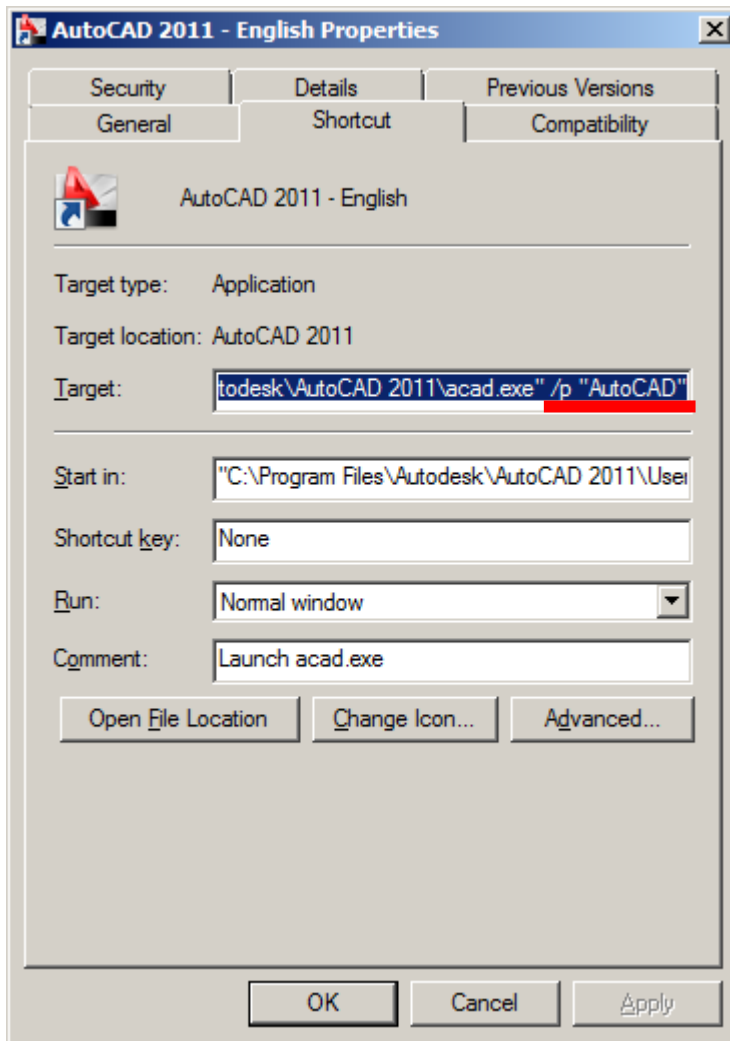 AutoCAD 2011 - English Properties
Security Details Previous Versions
General Shortcut Compatibility
AutoCAD 2011 - English
Target type: Application
Target location: AutoCAD 2011
Target: todesk\AutoCAD 2011\acad.exe" /p "AutoCAD"
Start in: "C:\Program Files\Autodesk\AutoCAD 2011\User
Shortcut key: None
Run: Normal window
Comment: Launch acad.exe
Open File Location Change Icon... Advanced...
OK Cancel Apply